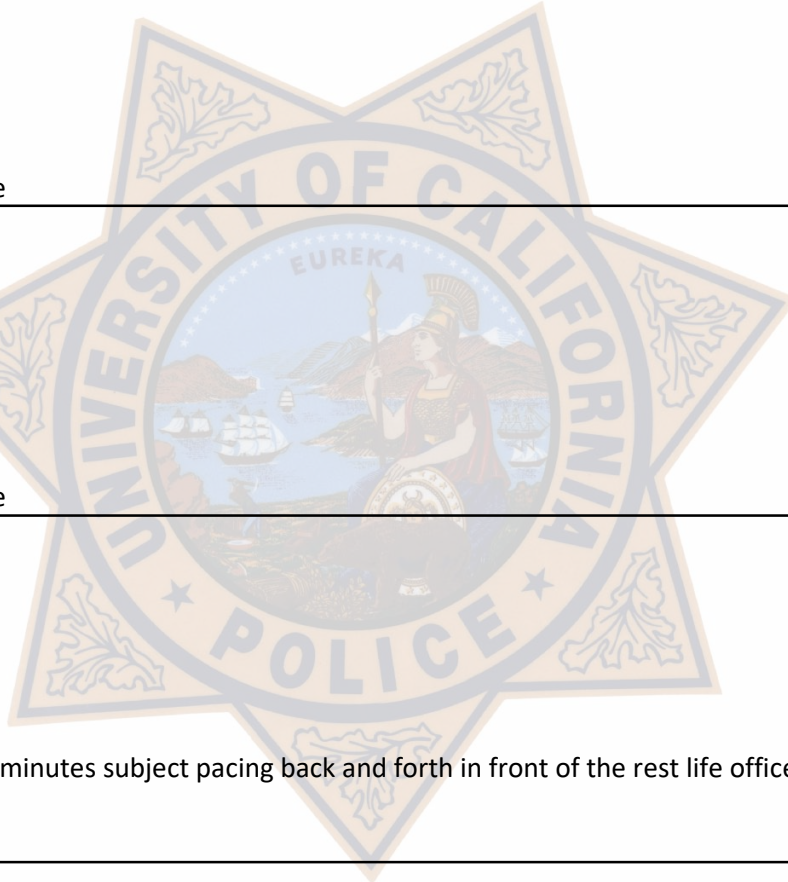 e
UNIVERSITY OF CALIFORNIA
EUREKA
e
POLICE
minutes subject pacing back and forth in front of the rest life office